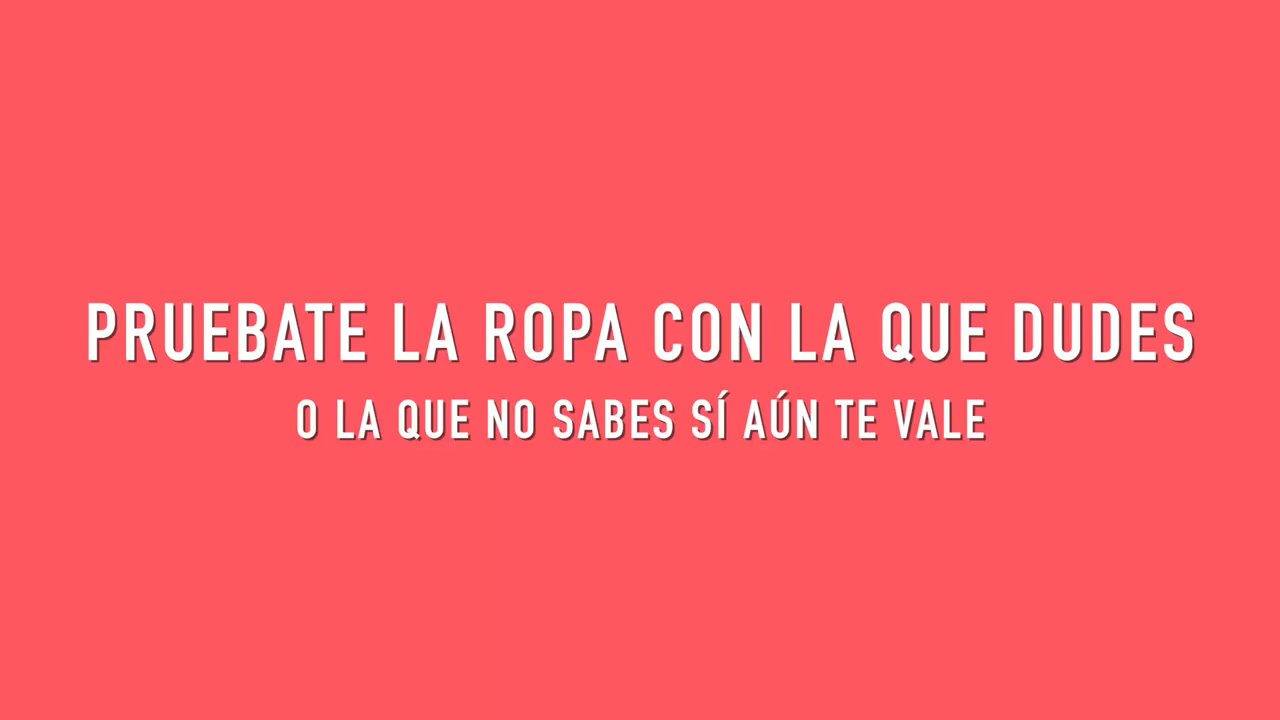 PRUEBATE LA ROPA CON LA QUE DUDES
O LA QUE NO SABES SÍ AÚN TE VALE